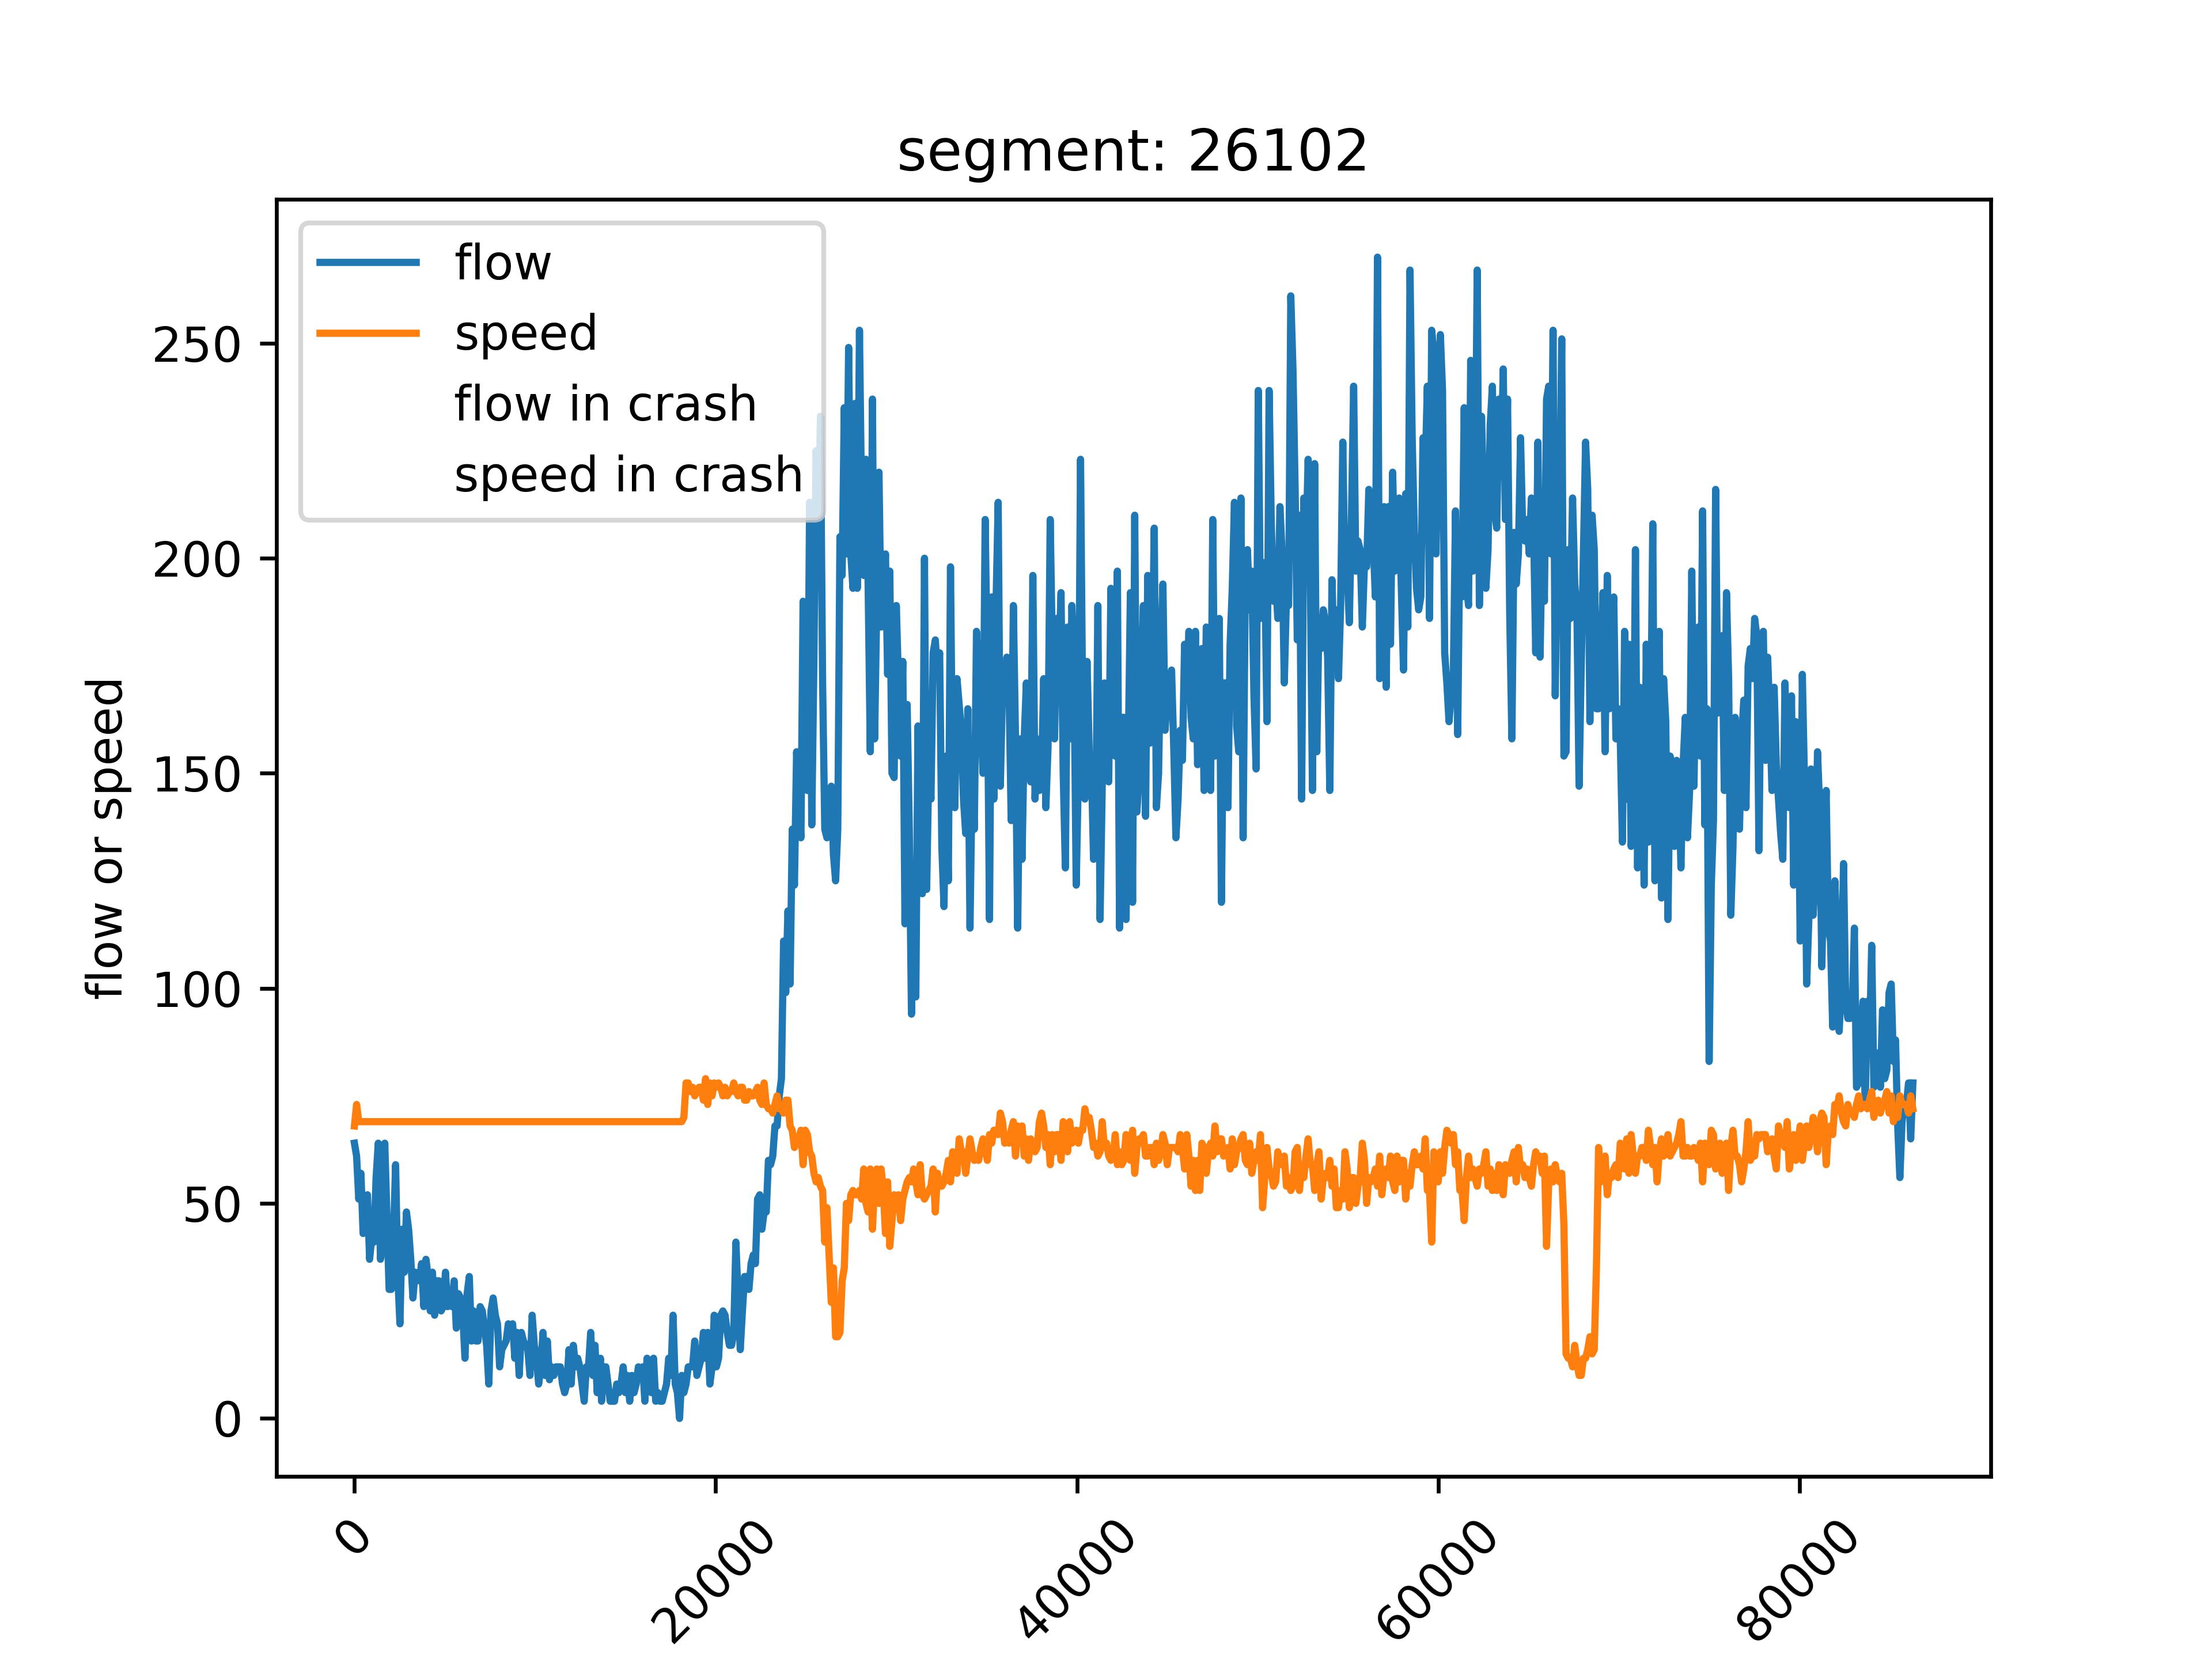 segment: 26102
flow
speed
flow in crash
speed in crash
flow or speed
250
200
150
100
50
0
0
20000
40000
60000
80000